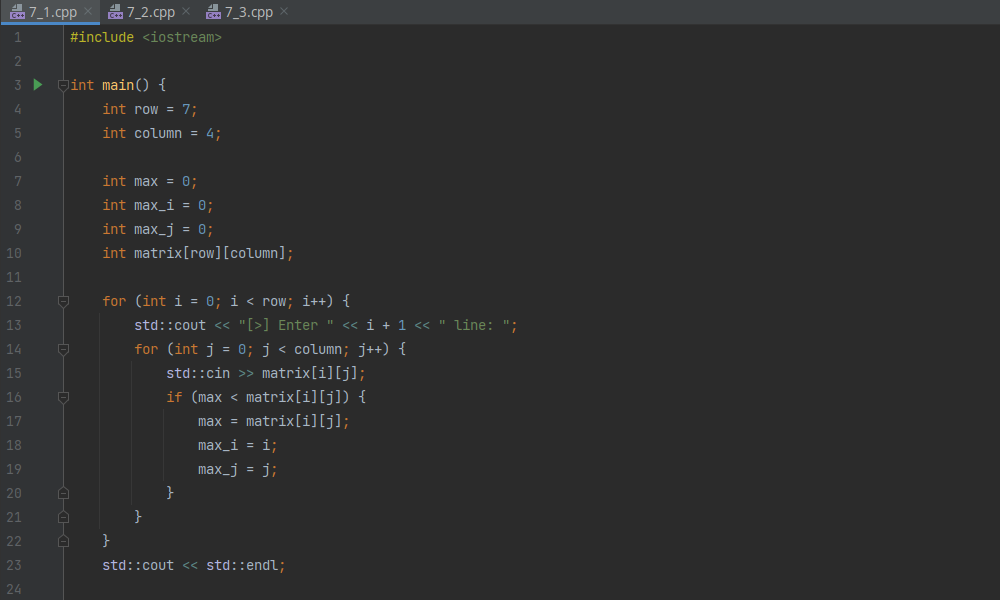 7_1.cpp 7_2.cpp 7_3.cpp
1 #include <iostream>
2
3 int main() {
4     int row = 7;
5     int column = 4;
6
7     int max = 0;
8     int max_i = 0;
9     int max_j = 0;
10     int matrix[row][column];
11
12     for (int i = 0; i < row; i++) {
13         std::cout << "[>] Enter " << i + 1 << " line: ";
14         for (int j = 0; j < column; j++) {
15             std::cin >> matrix[i][j];
16             if (max < matrix[i][j]) {
17                 max = matrix[i][j];
18                 max_i = i;
19                 max_j = j;
20             }
21         }
22     }
23     std::cout << std::endl;
24